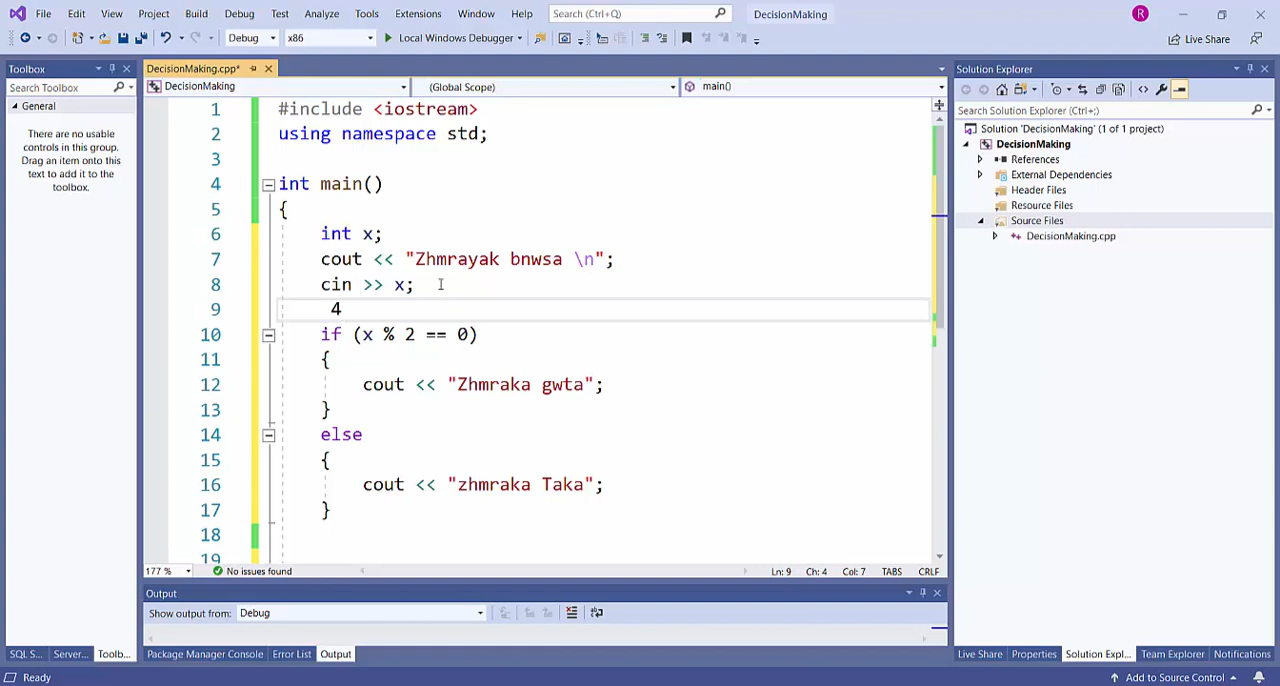 File Edit View Project Build Debug Test Analyze Tools Extensions Window Help Search (Ctrl+Q) DecisionMaking R
Debug x86 Local Windows Debugger Live Share
Toolbox
Search Toolbox
General
There are no usable
controls in this group.
Drag an item onto this
text to add it to the
toolbox.
DecisionMaking.cpp*
DecisionMaking (Global Scope) main()
1 #include <iostream>
2 using namespace std;
3
4 int main()
5 {
6 int x;
7 cout << "Zhmrayak bnwsa \n";
8 cin >> x;
9 4
10 if (x % 2 == 0)
11 {
12 cout << "Zhmraka gwta";
13 }
14 else
15 {
16 cout << "zhmraka Taka";
17 }
18
19
177 % No issues found Ln: 9 Ch: 4 Col: 7 TABS CRLF
Output
Show output from: Debug
Solution Explorer
Search Solution Explorer (Ctrl+;)
Solution 'DecisionMaking' (1 of 1 project)
DecisionMaking
References
External Dependencies
Header Files
Resource Files
Source Files
DecisionMaking.cpp
SQL S... Server... Toolb... Package Manager Console Error List Output Live Share Properties Solution Expl... Team Explorer Notifications
Ready Add to Source Control